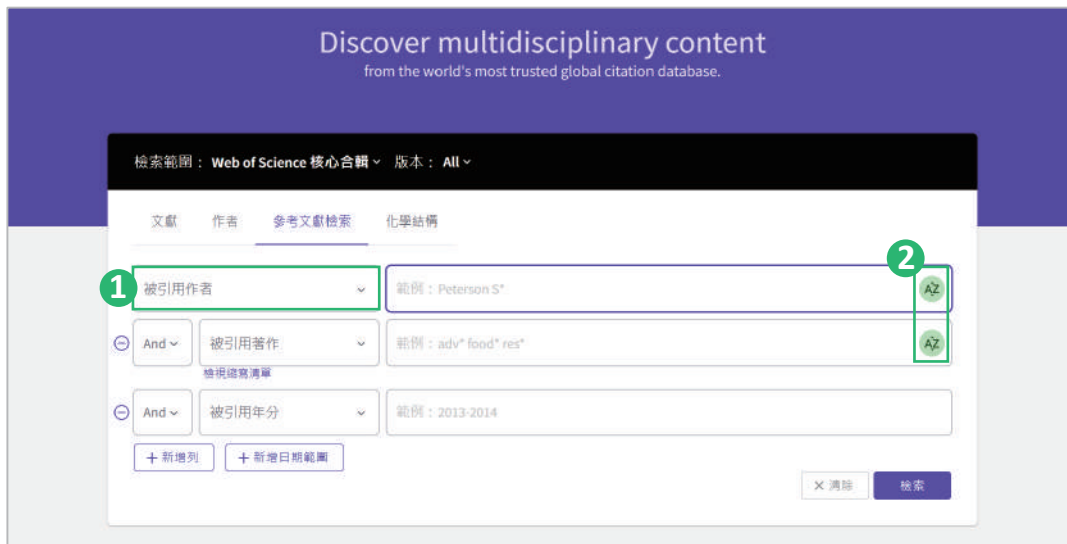 Discover multidisciplinary content
from the world's most trusted global citation database.
檢索範圍： Web of Science 核心合輯 版本： All
文獻 作者 參考文獻檢索 化學結構
1 被引用作者 範例：Peterson S* 2 AZ
And 被引用著作 範例：adv* food* res* AZ
檢視縮寫清單
And 被引用年分 範例：2013-2014
+ 新增列 + 新增日期範圍
× 清除 檢索